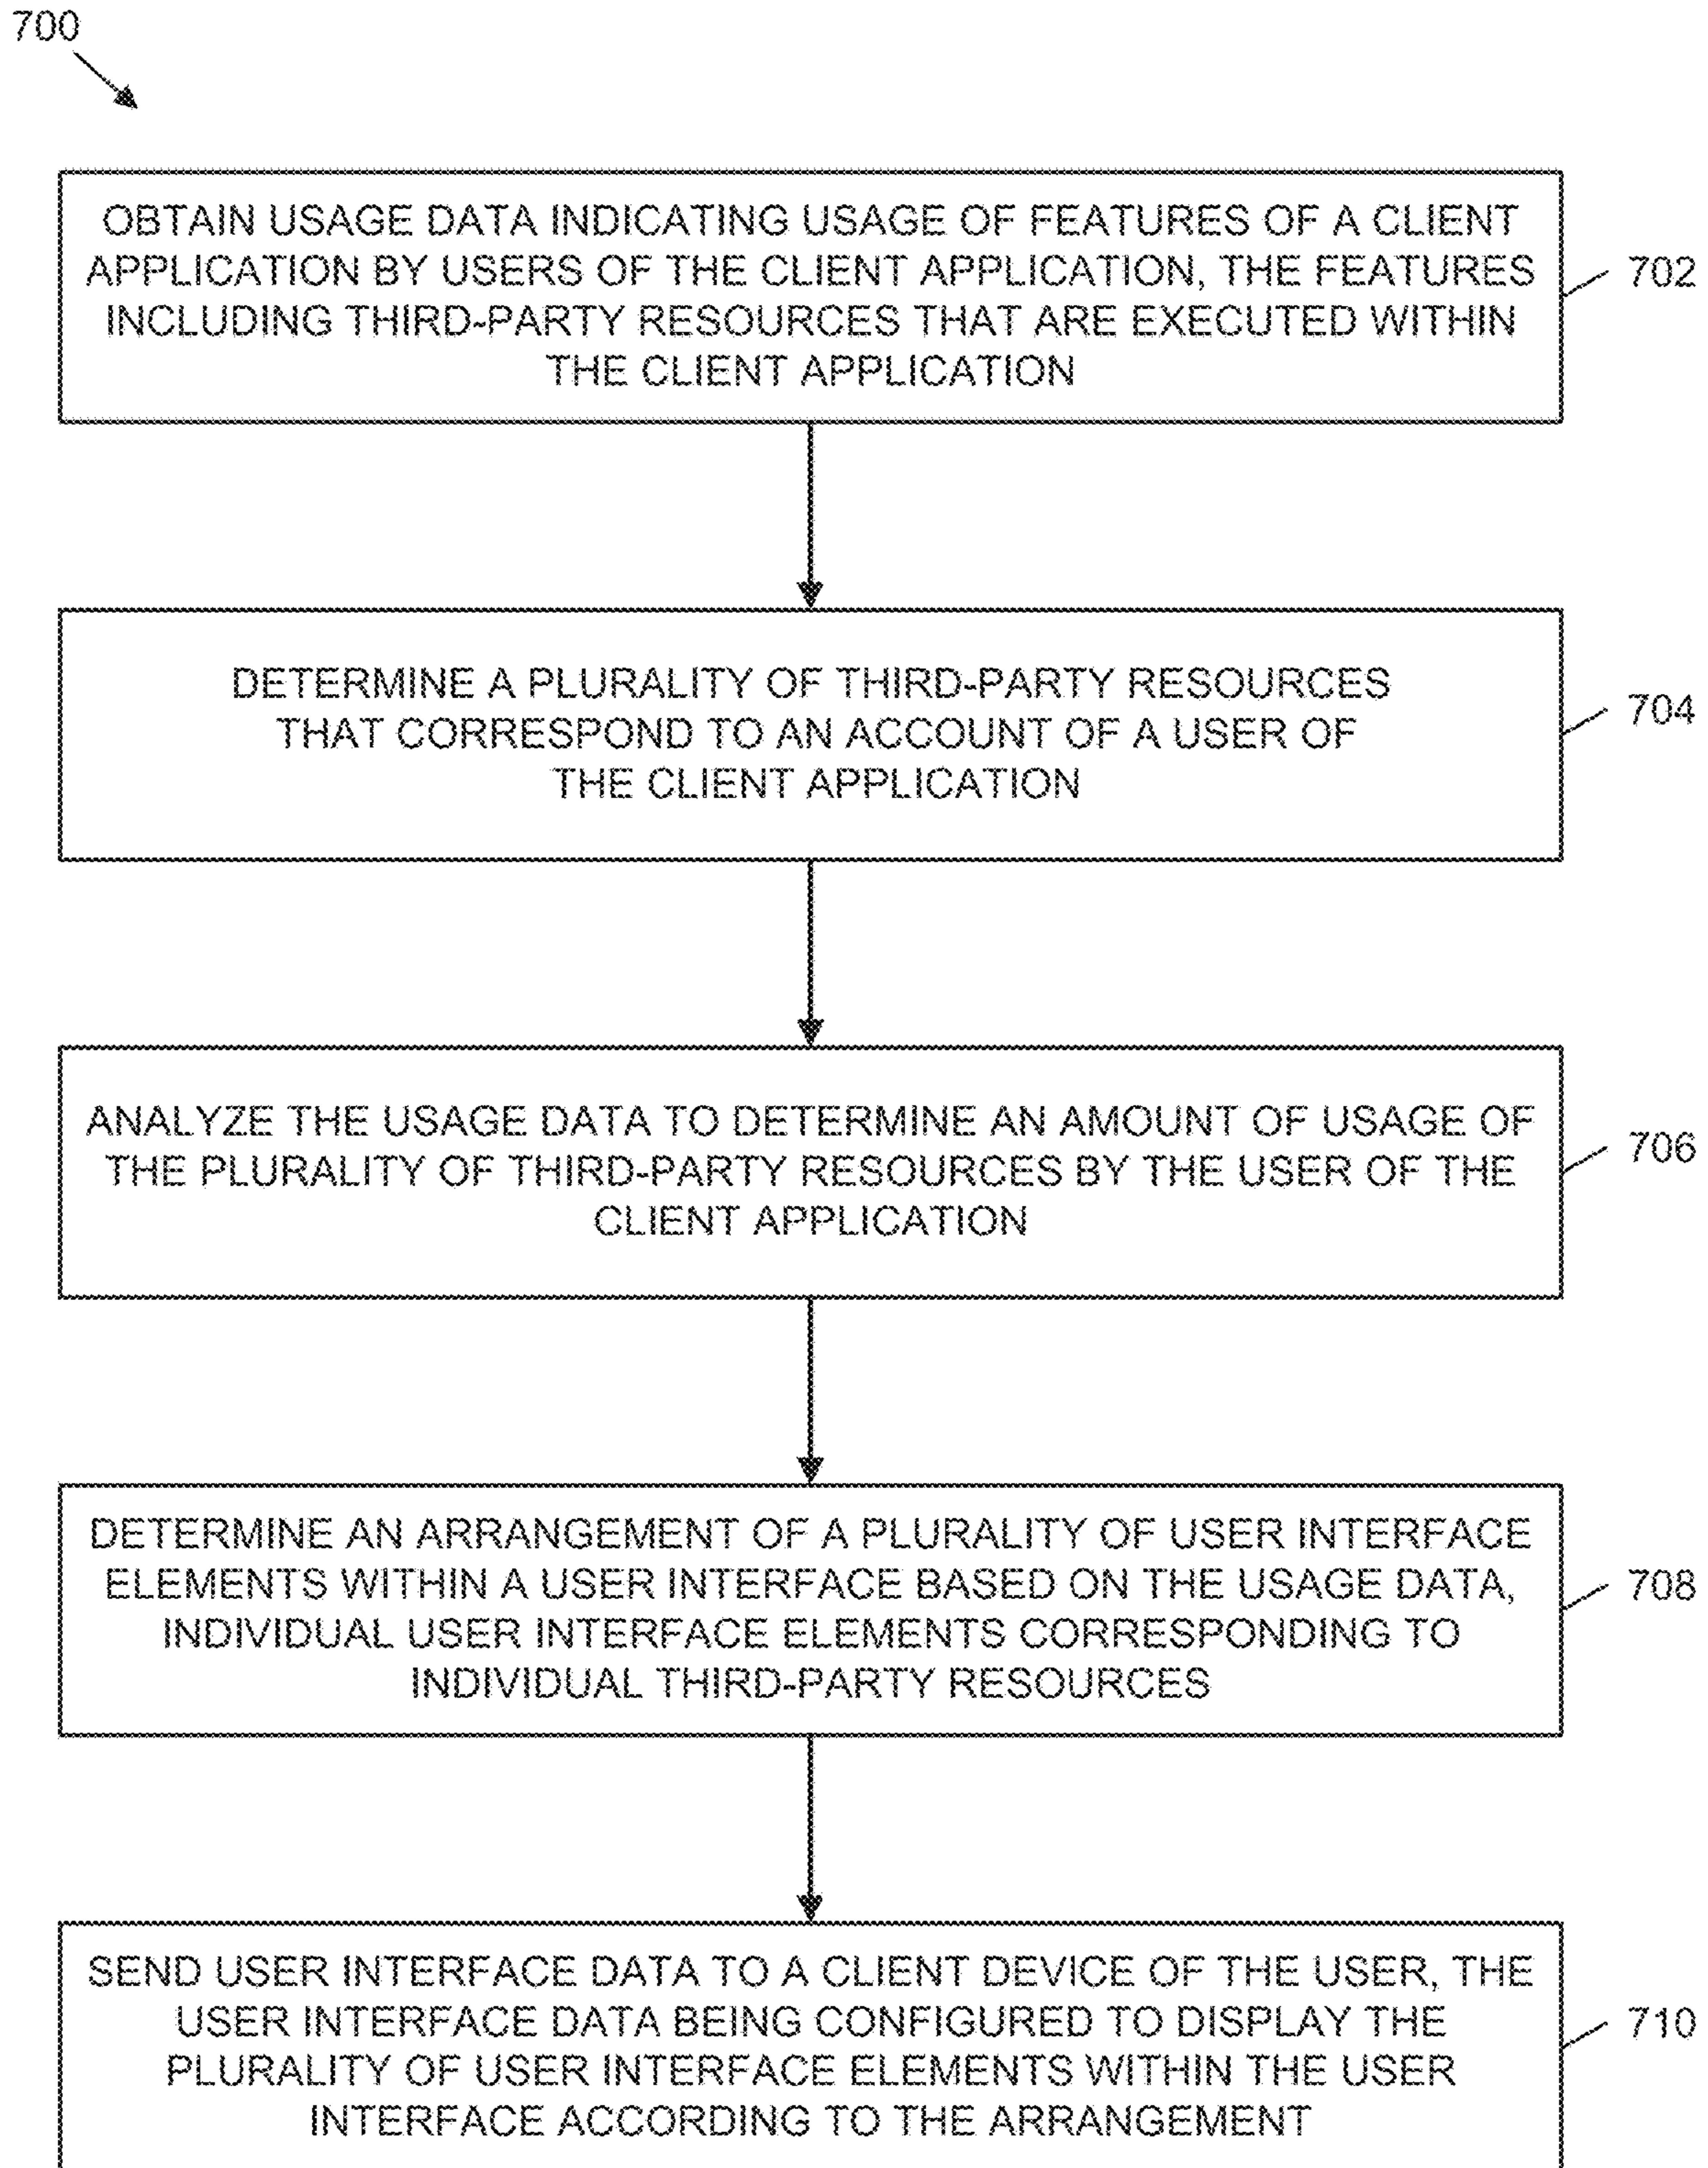 700
OBTAIN USAGE DATA INDICATING USAGE OF FEATURES OF A CLIENT
APPLICATION BY USERS OF THE CLIENT APPLICATION, THE FEATURES
INCLUDING THIRD-PARTY RESOURCES THAT ARE EXECUTED WITHIN
THE CLIENT APPLICATION
702
DETERMINE A PLURALITY OF THIRD-PARTY RESOURCES
THAT CORRESPOND TO AN ACCOUNT OF A USER OF
THE CLIENT APPLICATION
704
ANALYZE THE USAGE DATA TO DETERMINE AN AMOUNT OF USAGE OF
THE PLURALITY OF THIRD-PARTY RESOURCES BY THE USER OF THE
CLIENT APPLICATION
706
DETERMINE AN ARRANGEMENT OF A PLURALITY OF USER INTERFACE
ELEMENTS WITHIN A USER INTERFACE BASED ON THE USAGE DATA,
INDIVIDUAL USER INTERFACE ELEMENTS CORRESPONDING TO
INDIVIDUAL THIRD-PARTY RESOURCES
708
SEND USER INTERFACE DATA TO A CLIENT DEVICE OF THE USER, THE
USER INTERFACE DATA BEING CONFIGURED TO DISPLAY THE
PLURALITY OF USER INTERFACE ELEMENTS WITHIN THE USER
INTERFACE ACCORDING TO THE ARRANGEMENT
710